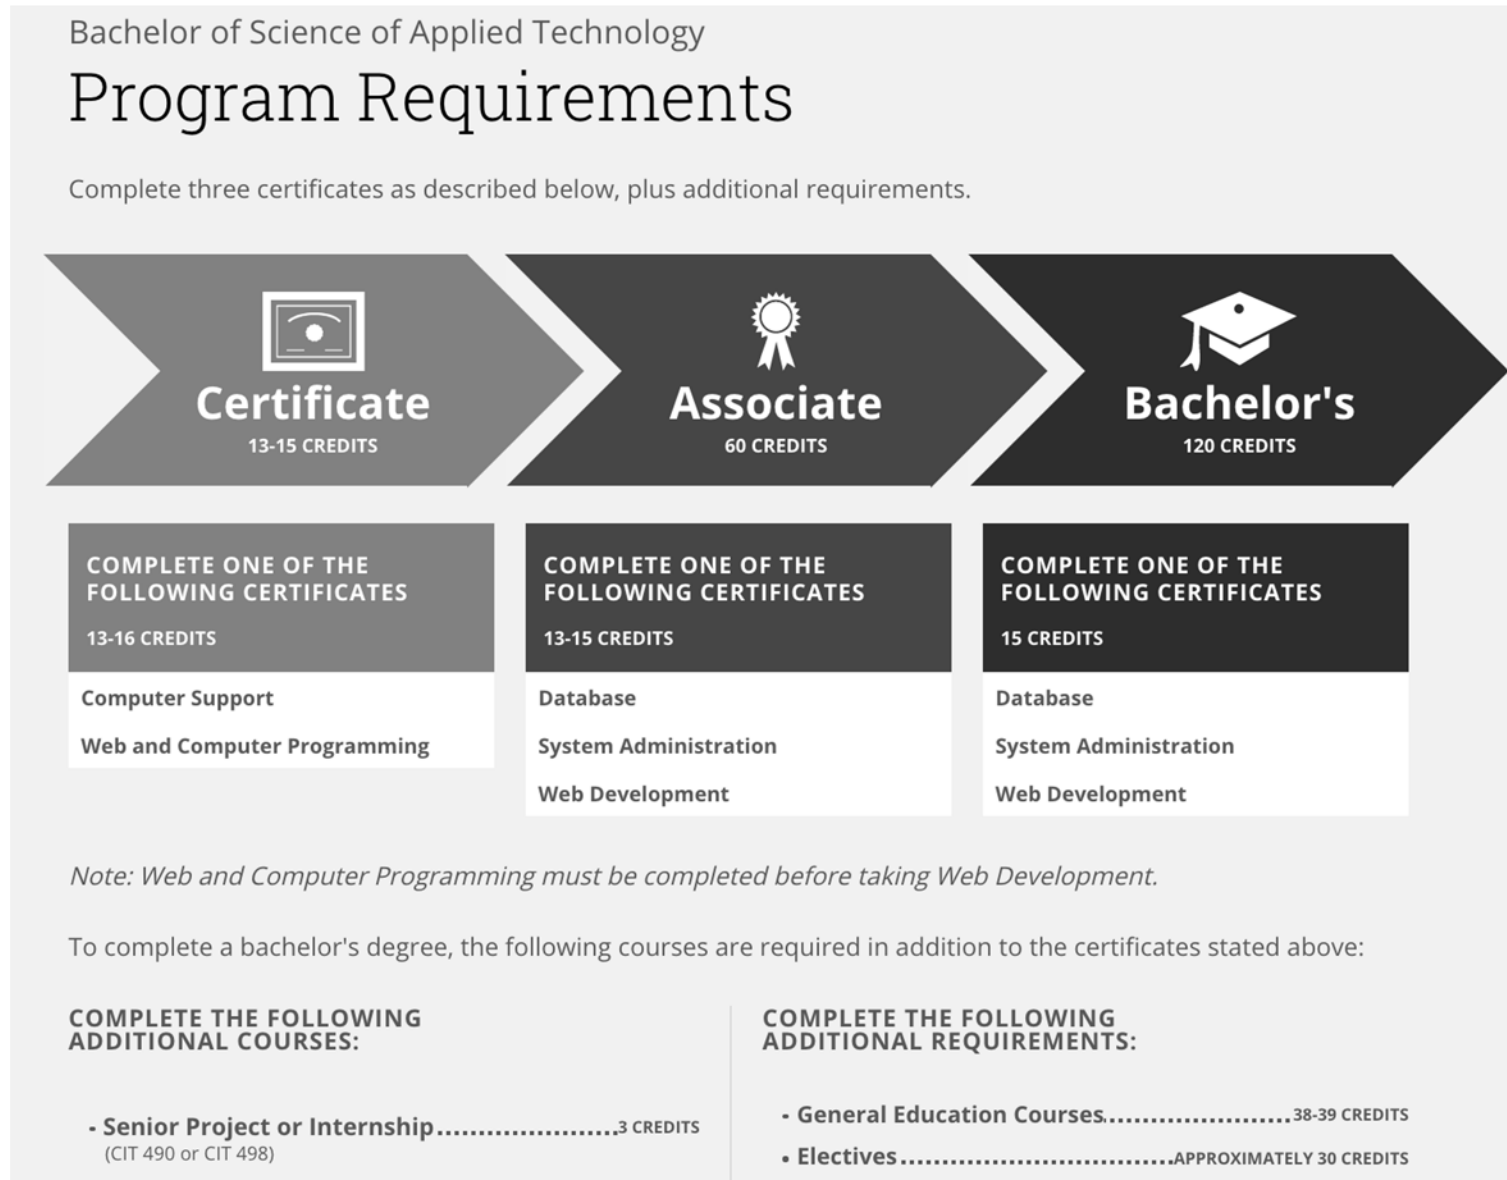 Bachelor of Science of Applied Technology
Program Requirements
Complete three certificates as described below, plus additional requirements.
Certificate
13-15 CREDITS
Associate
60 CREDITS
Bachelor's
120 CREDITS
COMPLETE ONE OF THE
FOLLOWING CERTIFICATES
13-16 CREDITS
Computer Support
Web and Computer Programming
COMPLETE ONE OF THE
FOLLOWING CERTIFICATES
13-15 CREDITS
Database
System Administration
Web Development
COMPLETE ONE OF THE
FOLLOWING CERTIFICATES
15 CREDITS
Database
System Administration
Web Development
Note: Web and Computer Programming must be completed before taking Web Development.
To complete a bachelor's degree, the following courses are required in addition to the certificates stated above:
COMPLETE THE FOLLOWING
ADDITIONAL COURSES:
- Senior Project or Internship......................3 CREDITS
(CIT 490 or CIT 498)
COMPLETE THE FOLLOWING
ADDITIONAL REQUIREMENTS:
- General Education Courses.......................38-39 CREDITS
• Electives.................................APPROXIMATELY 30 CREDITS